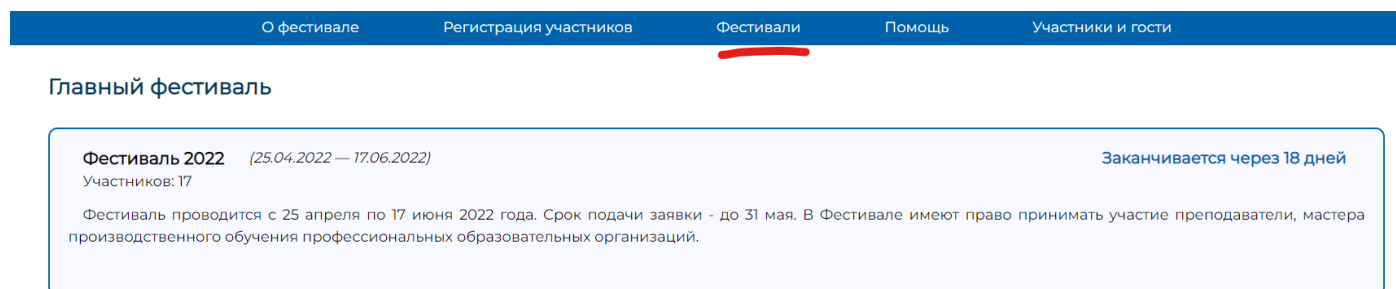 О фестивале Регистрация участников Фестивали Помощь Участники и гости
Главный фестиваль
Фестиваль 2022 (25.04.2022 — 17.06.2022) Заканчивается через 18 дней
Участников: 17
Фестиваль проводится с 25 апреля по 17 июня 2022 года. Срок подачи заявки - до 31 мая. В Фестивале имеют право принимать участие преподаватели, мастера
производственного обучения профессиональных образовательных организаций.